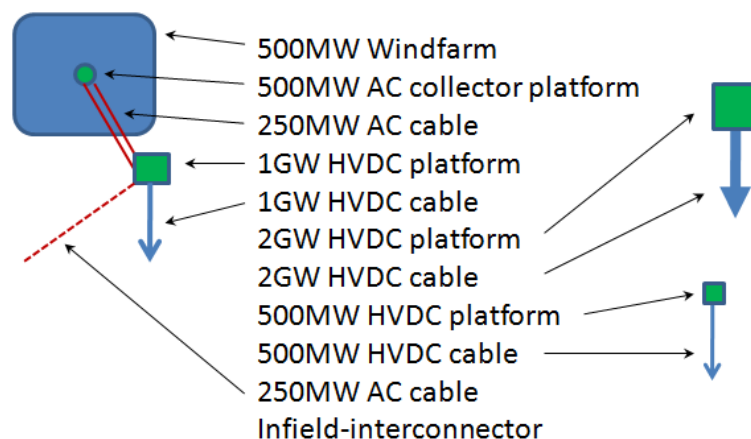 500MW Windfarm
500MW AC collector platform
250MW AC cable
1GW HVDC platform
1GW HVDC cable
2GW HVDC platform
2GW HVDC cable
500MW HVDC platform
500MW HVDC cable
250MW AC cable
Infield-interconnector